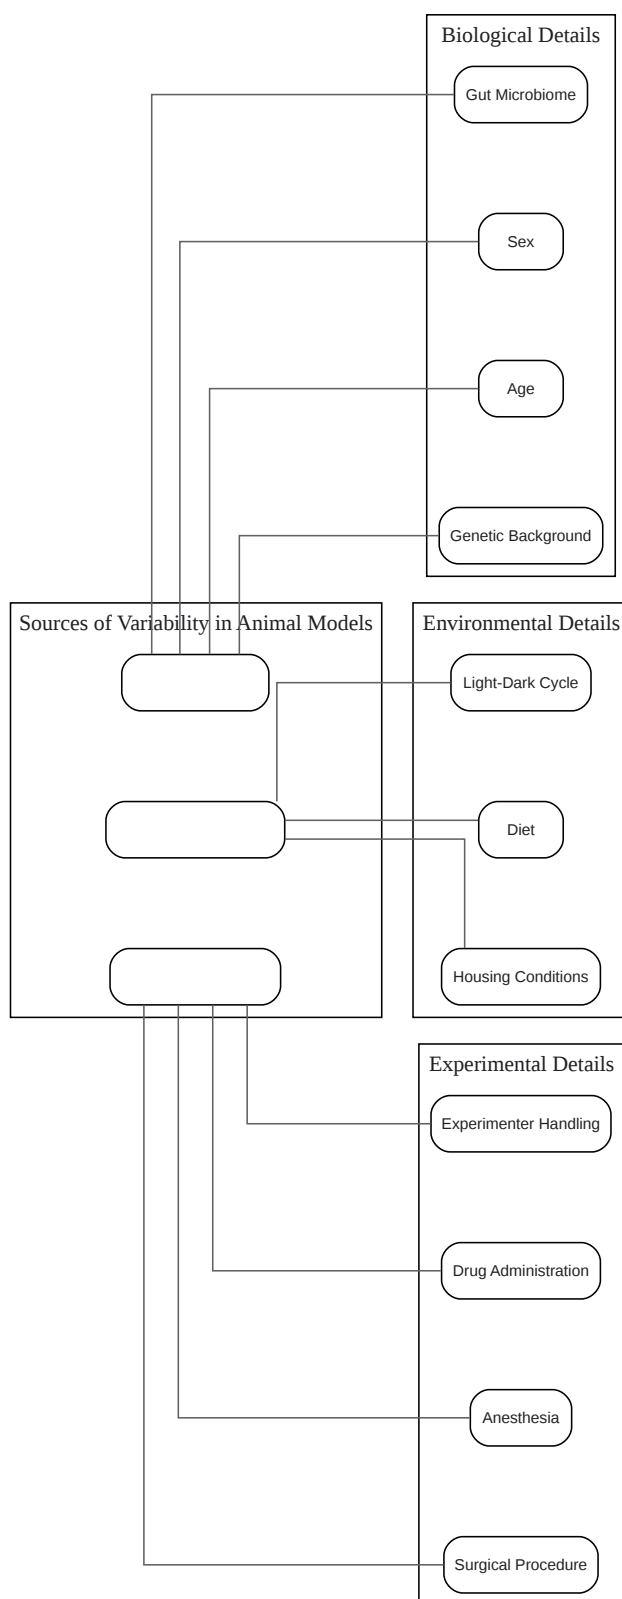 Biological Details
Gut Microbiome
Sex
Age
Genetic Background
Sources of Variability in Animal Models
Environmental Details
Light-Dark Cycle
Diet
Housing Conditions
Experimental Details
Experimenter Handling
Drug Administration
Anesthesia
Surgical Procedure